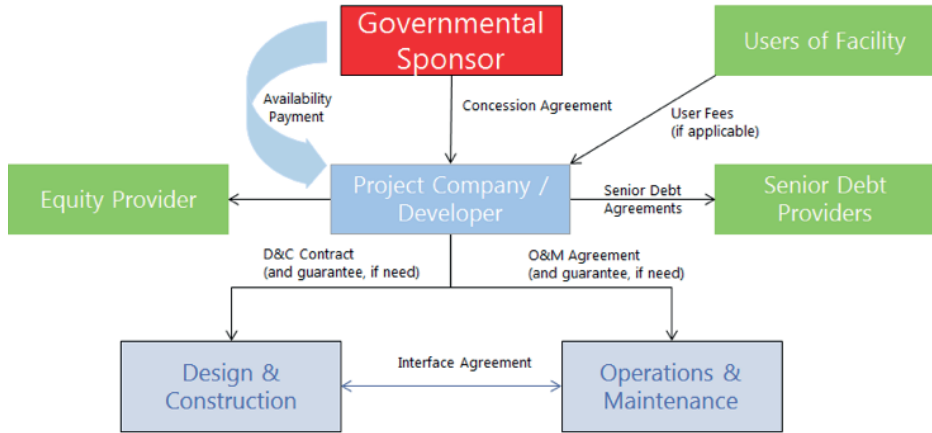 Governmental
Sponsor
Users of Facility
Availability
Payment
Concession Agreement
User Fees
(if applicable)
Equity Provider
Project Company /
Developer
Senior Debt
Agreements
Senior Debt
Providers
D&C Contract
(and guarantee, if need)
O&M Agreement
(and guarantee, if need)
Design &
Construction
Interface Agreement
Operations &
Maintenance